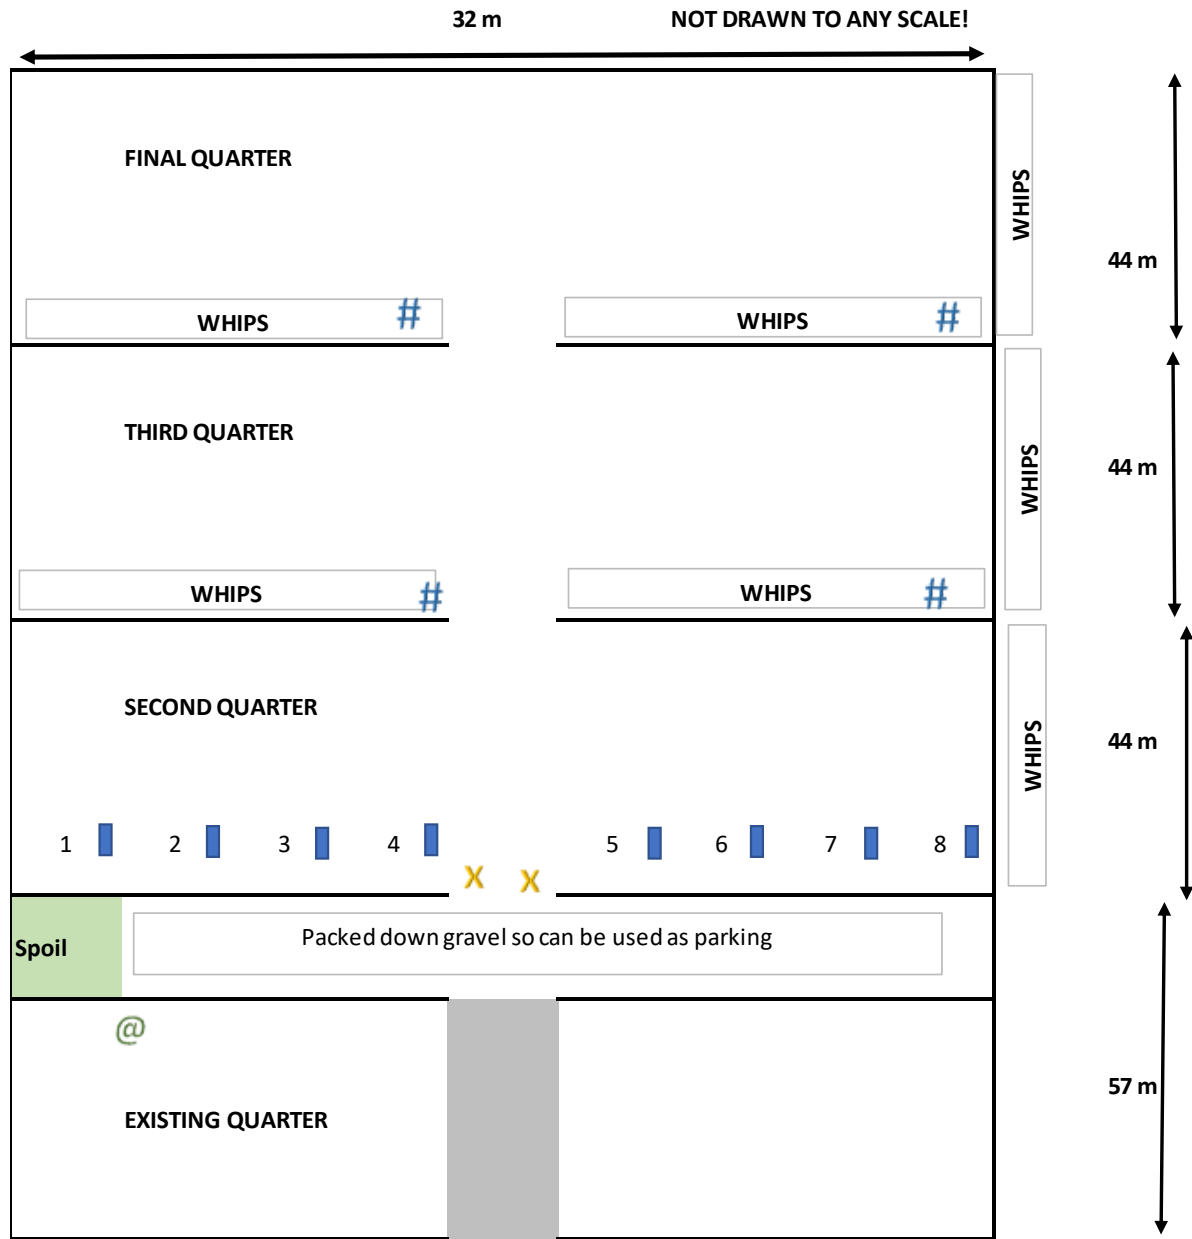 32 m NOT DRAWN TO ANY SCALE!
FINAL QUARTER
WHIPS
44 m
WHIPS # WHIPS #
THIRD QUARTER
WHIPS
44 m
WHIPS # WHIPS #
SECOND QUARTER
WHIPS
44 m
1 2 3 4 5 6 7 8
X X
Spoil Packed down gravel so can be used as parking
@
57 m
EXISTING QUARTER